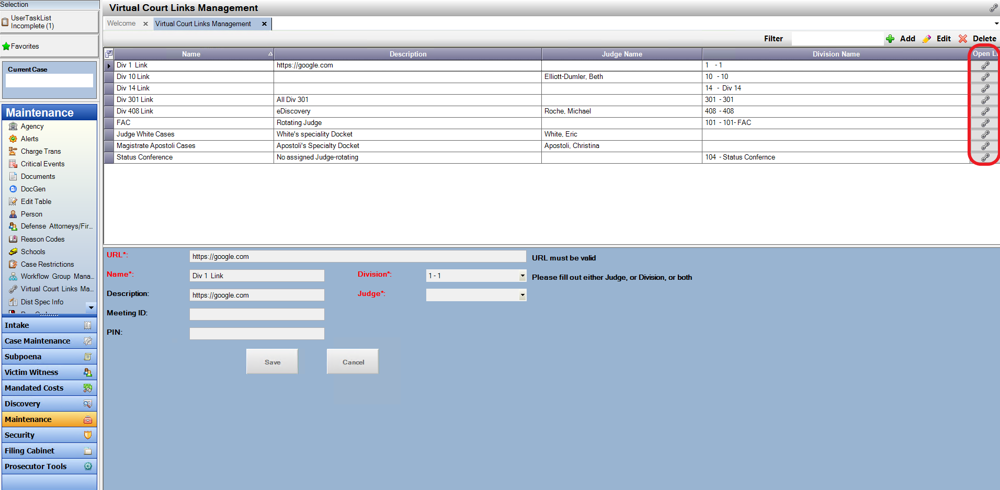 Selection
UserTaskList
Incomplete (1)
Favorites
Current Case
Maintenance
Agency
Alerts
Charge Trans
Critical Events
Documents
DocGen
Edit Table
Person
Defense Attorneys/Fir...
Reason Codes
Schools
Case Restrictions
Workflow Group Mana...
Virtual Court Links Ma...
Dist Spec Info
Intake
Case Maintenance
Subpoena
Victim Witness
Mandated Costs
Discovery
Maintenance
Security
Filing Cabinet
Prosecutor Tools
Virtual Court Links Management
Welcome x Virtual Court Links Management x
Filter Add Edit Delete
Name Description Judge Name Division Name Open Li
Div 1 Link https://google.com 1 - 1
Div 10 Link Elliott-Dumler, Beth 10 - 10
Div 14 Link 14 - Div 14
Div 301 Link All Div 301 301 - 301
Div 408 Link eDiscovery Roche, Michael 408 - 408
FAC Rotating Judge 101 - 101- FAC
Judge White Cases White's speciality Docket White, Eric
Magistrate Apostoli Cases Apostoli's Specialty Docket Apostoli, Christina
Status Conference No assigned Judge-rotating 104 - Status Confernce
URL*: https://google.com URL must be valid
Name*: Div 1 Link Division*: 1 - 1 Please fill out either Judge, or Division, or both
Description: https://google.com Judge*:
Meeting ID:
PIN:
Save Cancel